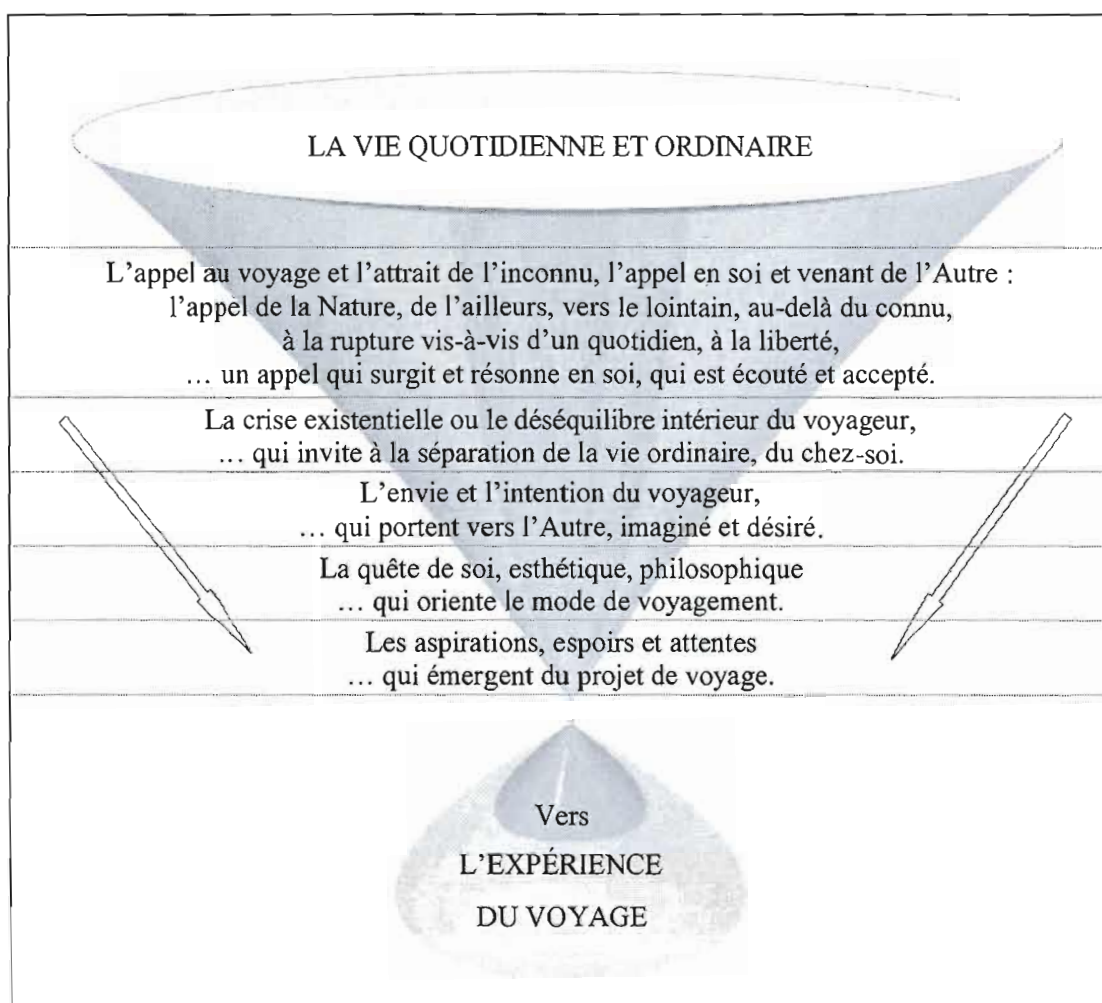 LA VIE QUOTIDIENNE ET ORDINAIRE
L'appel au voyage et l'attrait de l'inconnu, l'appel en soi et venant de l'Autre :
l'appel de la Nature, de l'ailleurs, vers le lointain, au-delà du connu,
à la rupture vis-à-vis d'un quotidien, à la liberté,
… un appel qui surgit et résonne en soi, qui est écouté et accepté.
La crise existentielle ou le déséquilibre intérieur du voyageur,
… qui invite à la séparation de la vie ordinaire, du chez-soi.
L'envie et l'intention du voyageur,
… qui portent vers l'Autre, imaginé et désiré.
La quête de soi, esthétique, philosophique
… qui oriente le mode de voyagement.
Les aspirations, espoirs et attentes
… qui émergent du projet de voyage.
Vers
L'EXPÉRIENCE
DU VOYAGE